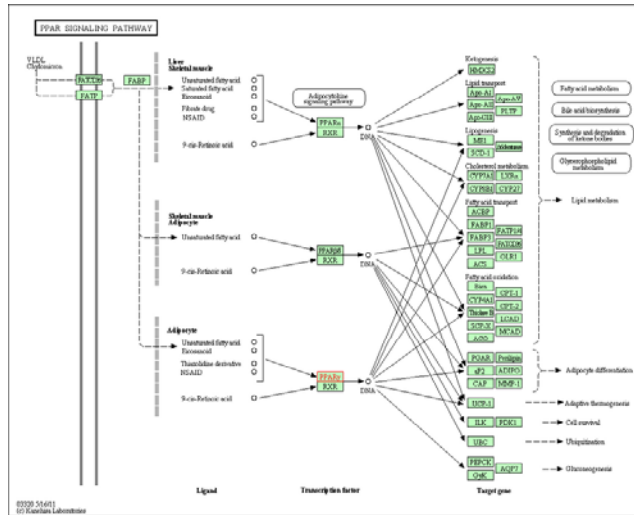 PPAR SIGNALING PATHWAY
VLDL
Chylomicron
FATCD36
FATP
FABP
Liver
Skeletal muscle
Unsaturated fatty acid
Saturated fatty acid
Eicosanoid
Fibrate drug
NSAID
9-cis-Retinoic acid
Adipocytokine
signaling pathway
PPARα
RXR
DNA
Skeletal muscle
Adipocyte
Unsaturated fatty acid
9-cis-Retinoic acid
RXR
DNA
Adipocyte
Unsaturated fatty acid
Eicosanoid
Thiazolidine derivative
NSAID
9-cis-Retinoic acid
PPARγ
RXR
DNA
Ketogenesis
Lipid transport
Apo-AI
Apo-AII
Apo-AV
Apo-CIII
PLTP
Lipogenesis
ME1
SCD-1
Cholesterol metabolism
CYP7A1
LXRα
CYP8B1
CYP27
Fatty acid transport
ACBP
FABP1
FATP1/4
FABP3
LPL
OLR1
ACS
Fatty acid oxidation
Bien
CPT-1
CYP4A1
CPT-2
LCAD
SCP-X
MCAD
ACO
PGAR
Perilipin
aP2
ADIPO
CAP
MMP-1
UCP-1
ILK
PDK1
UBC
PEPCK
GyK
AQP7
Fatty acid metabolism
Bile acid biosynthesis
Synthesis and degradation
of ketone bodies
Glycerophospholipid
metabolism
Lipid metabolism
Adipocyte differentiation
Adaptive thermogenesis
Cell survival
Ubiquitination
Gluconeogenesis
Ligand
Transcription factor
Target gene
03320 3/16/11
(c) Kanehisa Laboratories